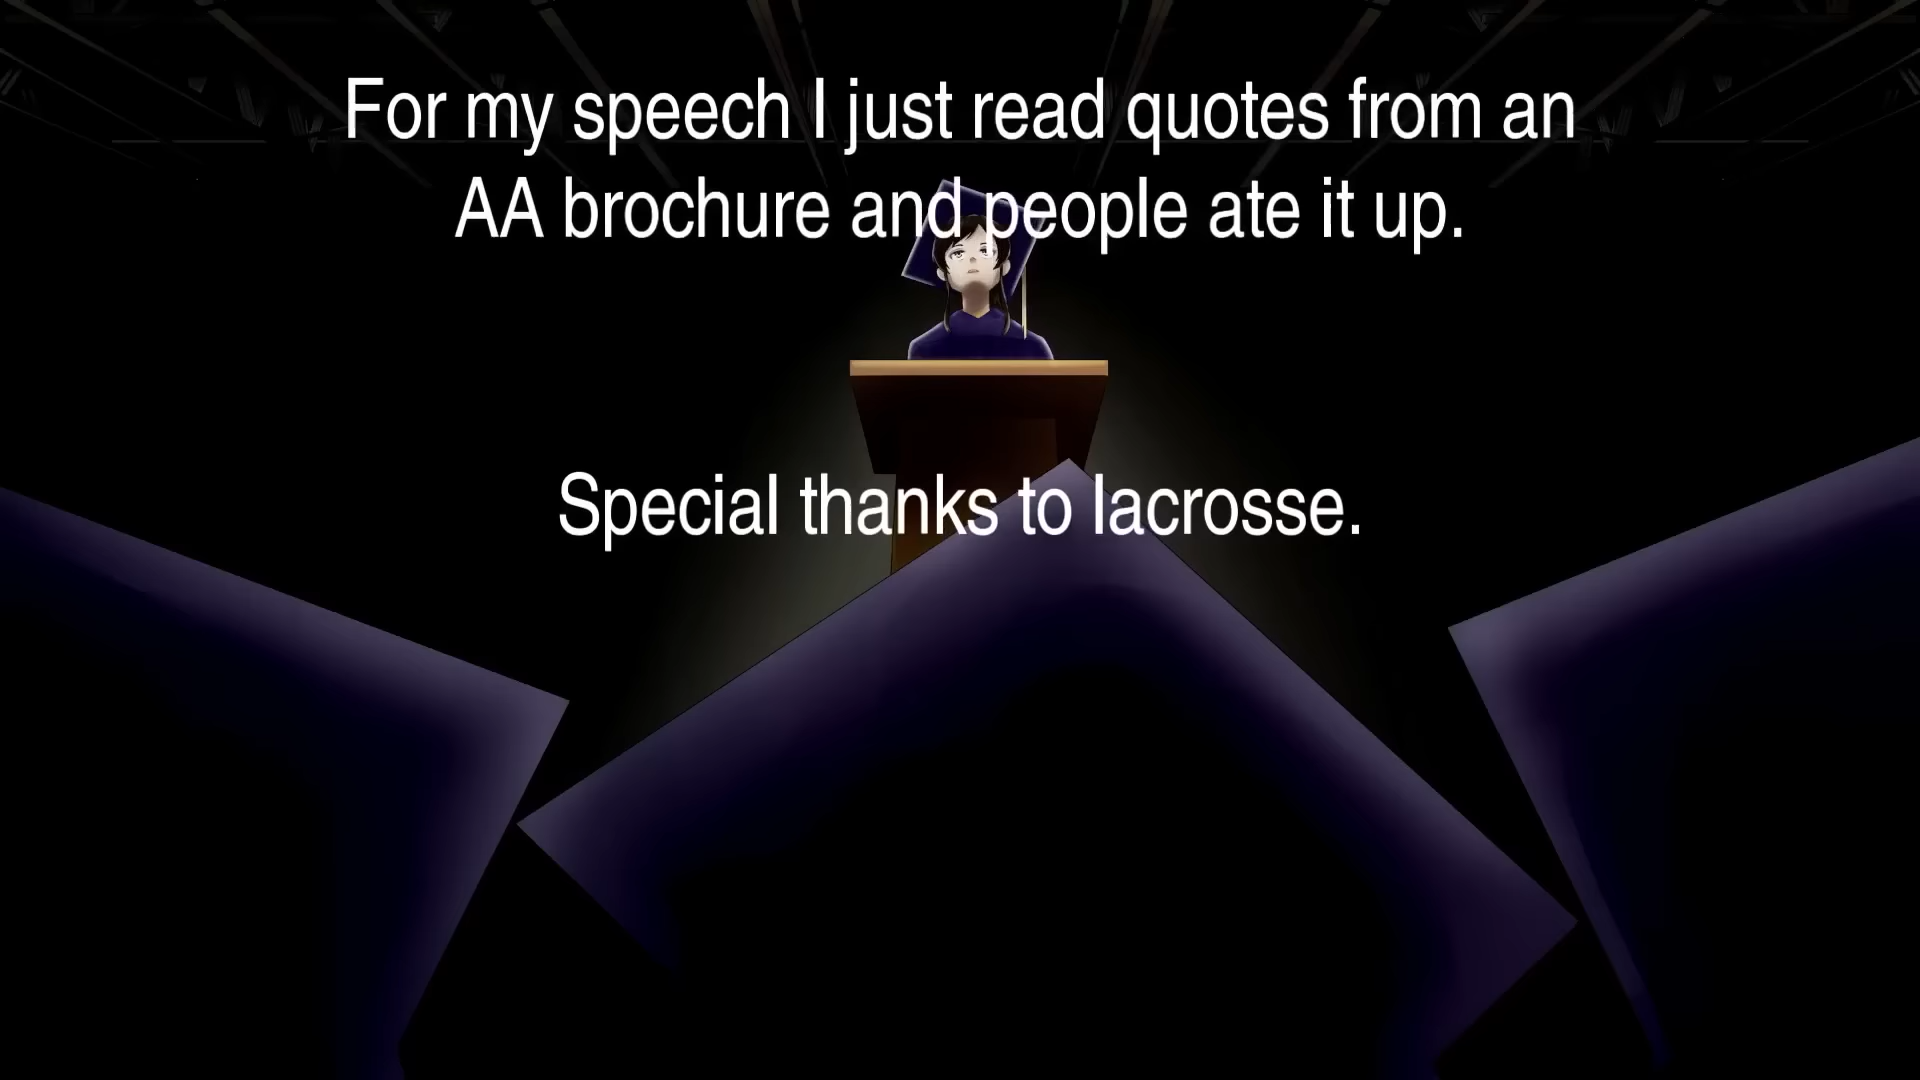 For my speech I just read quotes from an
AA brochure and people ate it up.
Special thanks to lacrosse.